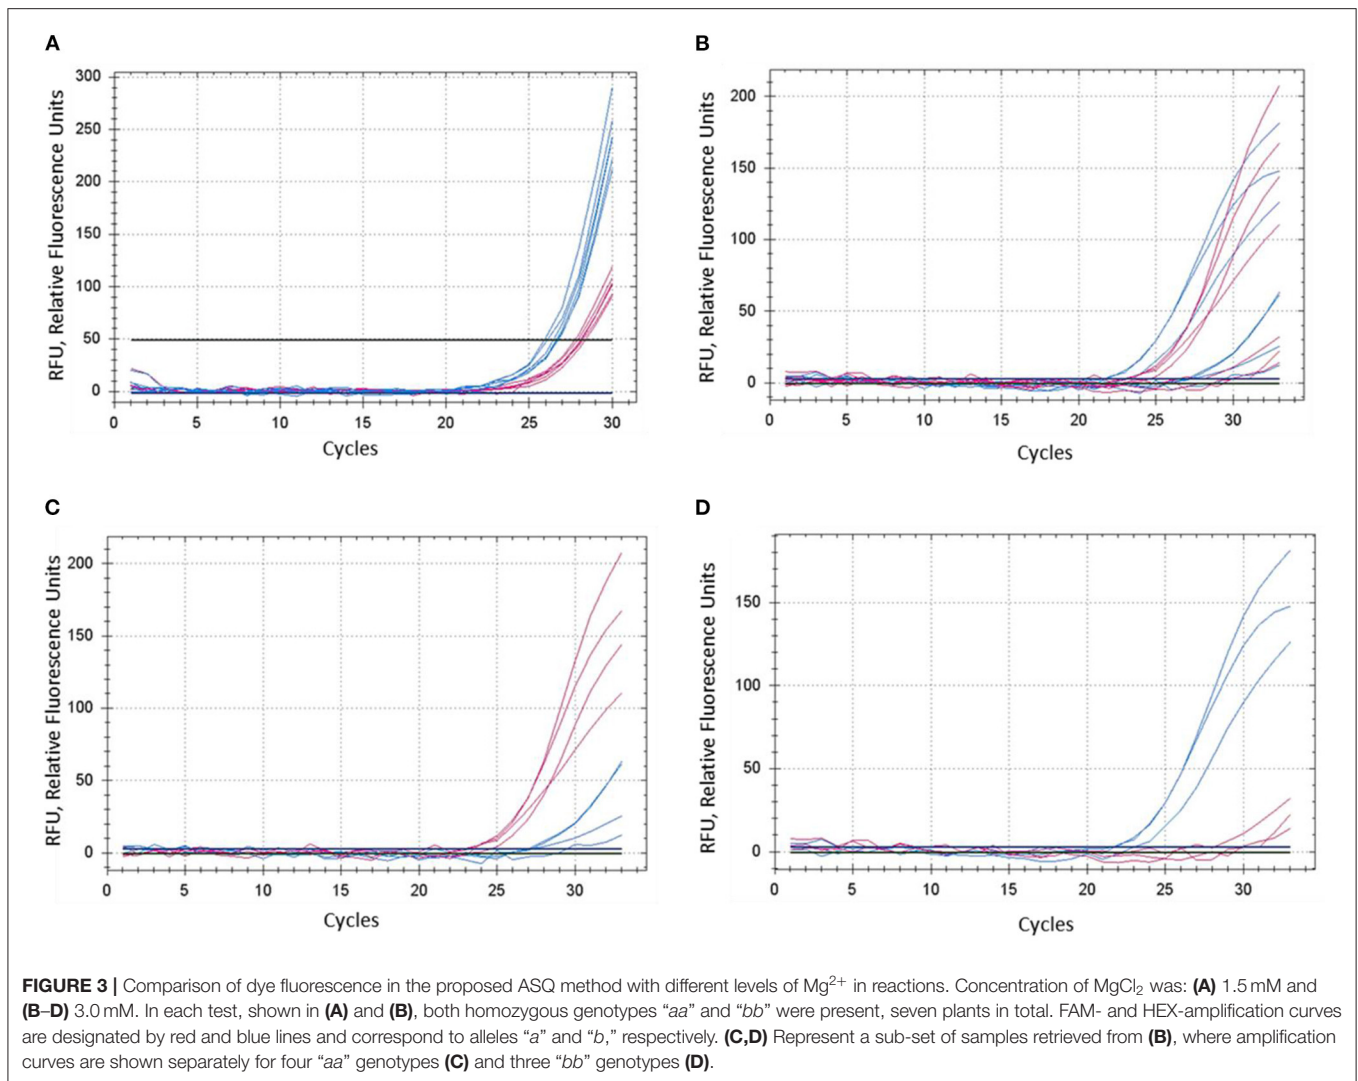 A
RFU, Relative Fluorescence Units
300
250
200
150
100
50
0
0 5 10 15 20 25 30
Cycles
B
RFU, Relative Fluorescence Units
200
150
100
50
0
0 5 10 15 20 25 30
Cycles
C
RFU, Relative Fluorescence Units
200
150
100
50
0
0 5 10 15 20 25 30
Cycles
D
RFU, Relative Fluorescence Units
150
100
50
0
0 5 10 15 20 25 30
Cycles
FIGURE 3 | Comparison of dye fluorescence in the proposed ASQ method with different levels of Mg²⁺ in reactions. Concentration of MgCl₂ was: (A) 1.5 mM and
(B–D) 3.0 mM. In each test, shown in (A) and (B), both homozygous genotypes “aa” and “bb” were present, seven plants in total. FAM- and HEX-amplification curves
are designated by red and blue lines and correspond to alleles “a” and “b,” respectively. (C,D) Represent a sub-set of samples retrieved from (B), where amplification
curves are shown separately for four “aa” genotypes (C) and three “bb” genotypes (D).